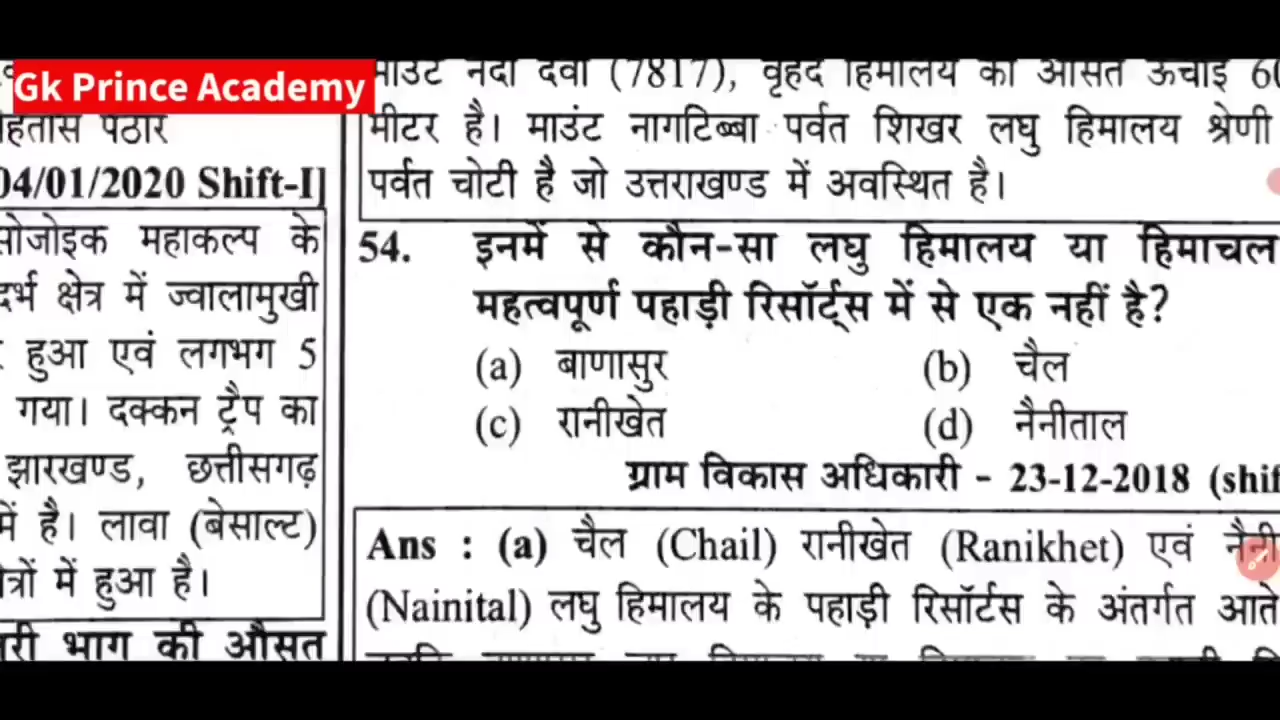 Gk Prince Academy
पठार
04/01/2020 Shift-I]
महाकल्प के
क्षेत्र में ज्वालामुखी
हुआ एवं लगभग 5
गया। दक्कन ट्रैप का
झारखण्ड, छत्तीसगढ़
में है। लावा (बेसाल्ट)
में हुआ है।
भाग की औसत
माउंट नंदा देवी (7817), वृहद हिमालय की औसत ऊंचाई
मीटर है। माउंट नागटिब्बा पर्वत शिखर लघु हिमालय श्रेणी
पर्वत चोटी है जो उत्तराखण्ड में अवस्थित है।
54. इनमें से कौन-सा लघु हिमालय या हिमाचल
महत्वपूर्ण पहाड़ी रिसॉर्ट्स में से एक नहीं है?
(a) बाणासुर (b) चैल
(c) रानीखेत (d) नैनीताल
ग्राम विकास अधिकारी - 23-12-2018
Ans : (a) चैल (Chail) रानीखेत (Ranikhet) एवं
(Nainital) लघु हिमालय के पहाड़ी रिसॉर्टस के अंतर्गत आते